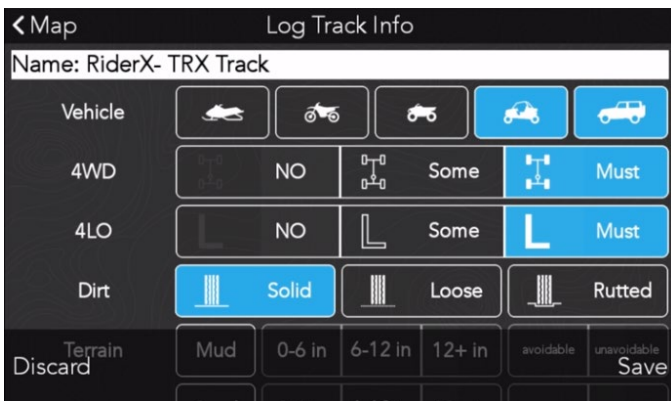 Map Log Track Info
Name: RiderX- TRX Track
Vehicle
4WD NO Some Must
4LO NO L Some L Must
Dirt Solid Loose Rutted
Terrain Mud 0-6 in 6-12 in 12+ in avoidable unavoidable
Discard Save